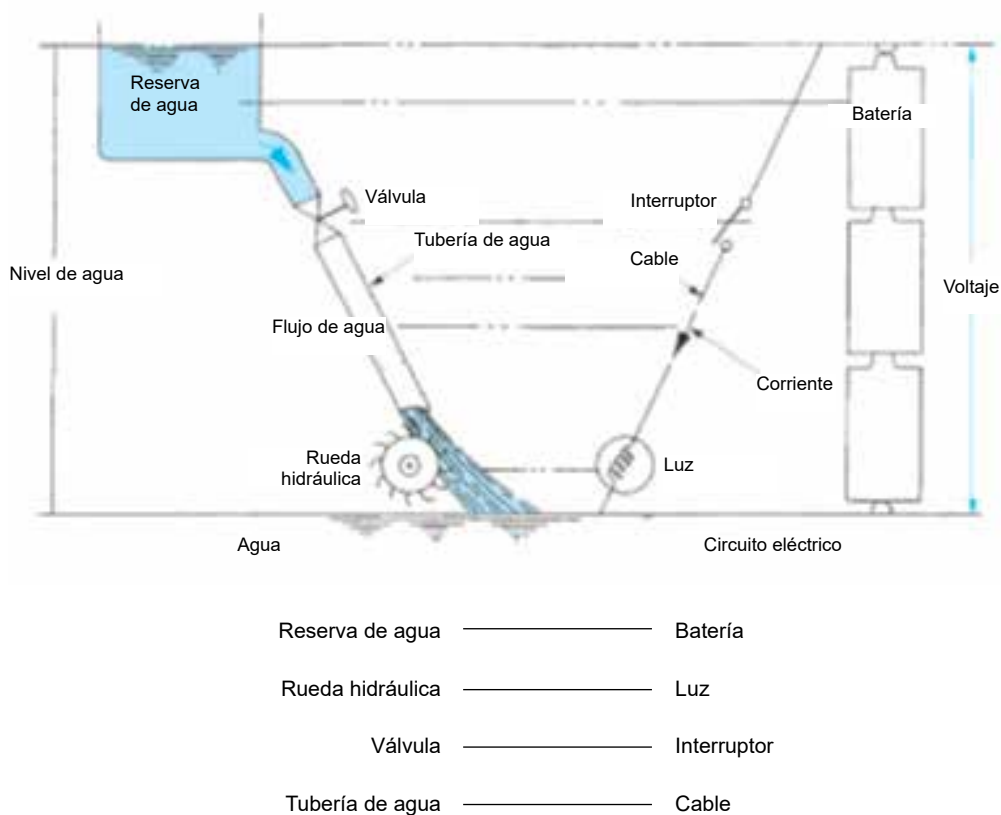 Reserva
de agua
Batería
Válvula
Interruptor
Tubería de agua
Cable
Nivel de agua
Voltaje
Flujo de agua
Corriente
Rueda
hidráulica
Luz
Agua
Circuito eléctrico
Reserva de agua Batería
Rueda hidráulica Luz
Válvula Interruptor
Tubería de agua Cable